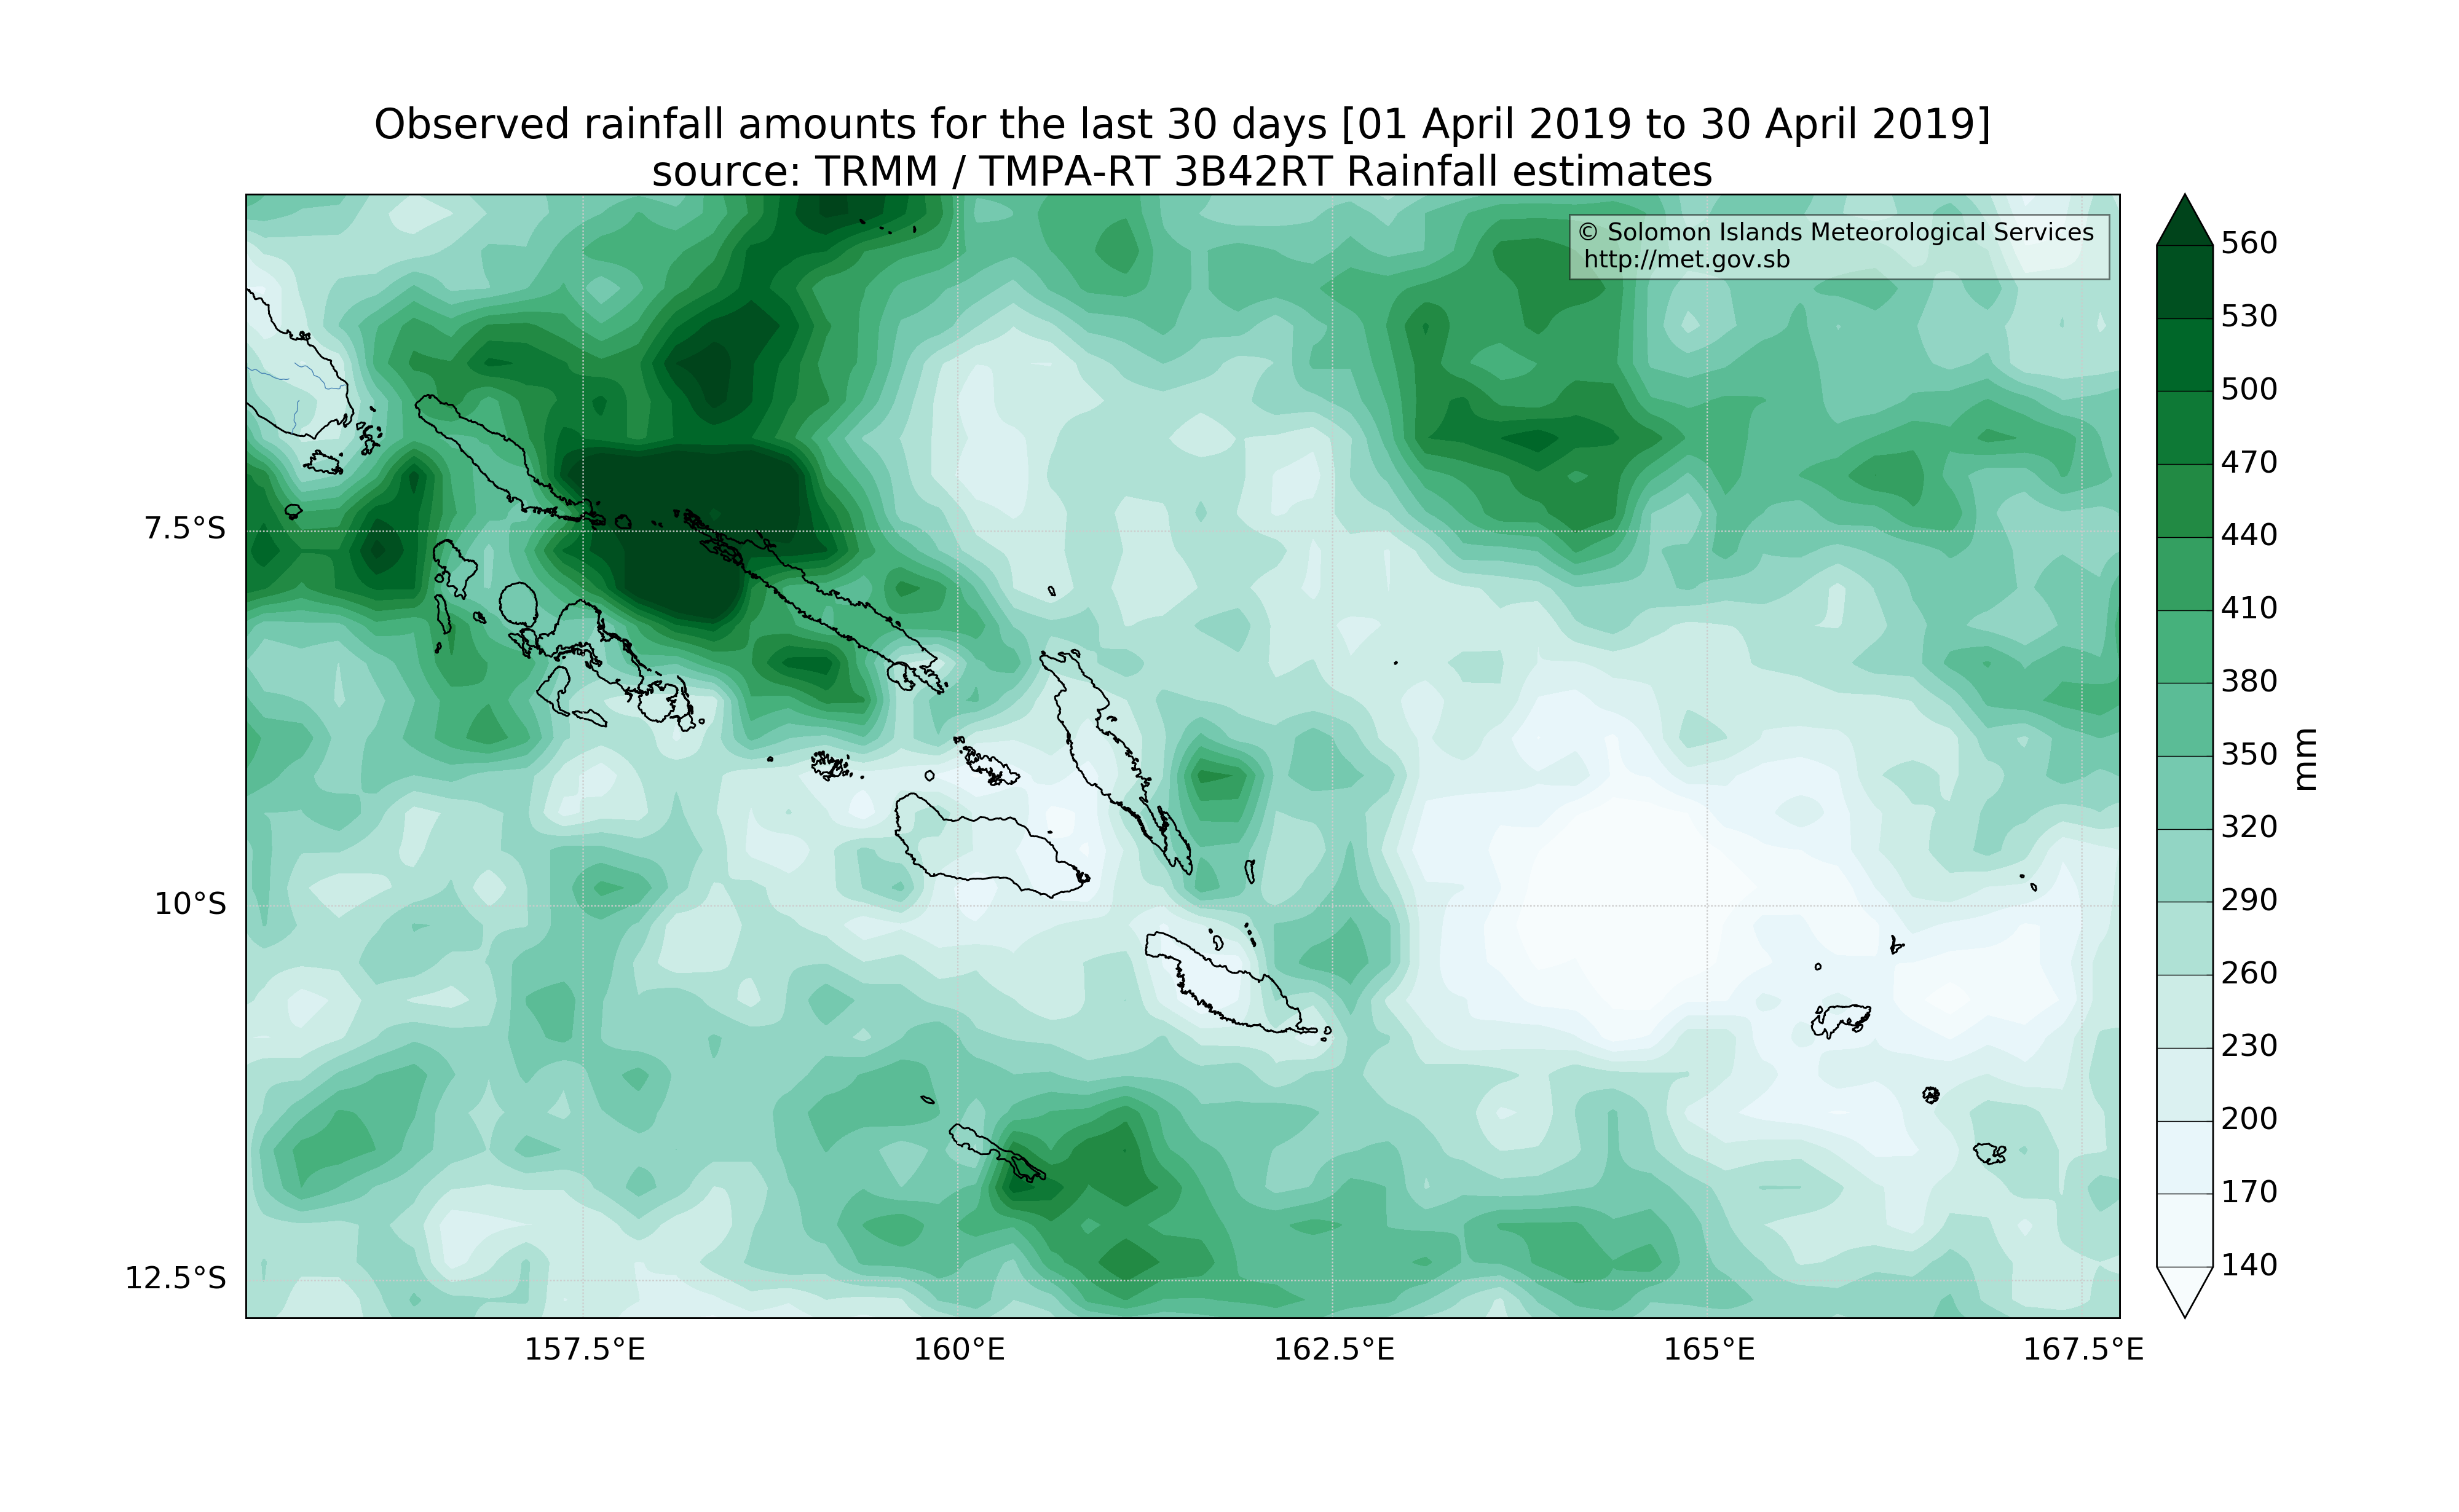 Observed rainfall amounts for the last 30 days [01 April 2019 to 30 April 2019]
source: TRMM / TMPA-RT 3B42RT Rainfall estimates
© Solomon Islands Meteorological Services
http://met.gov.sb
7.5°S
10°S
12.5°S
157.5°E
160°E
162.5°E
165°E
167.5°E
560
530
500
470
440
410
380
350
320
290
260
230
200
170
140
mm